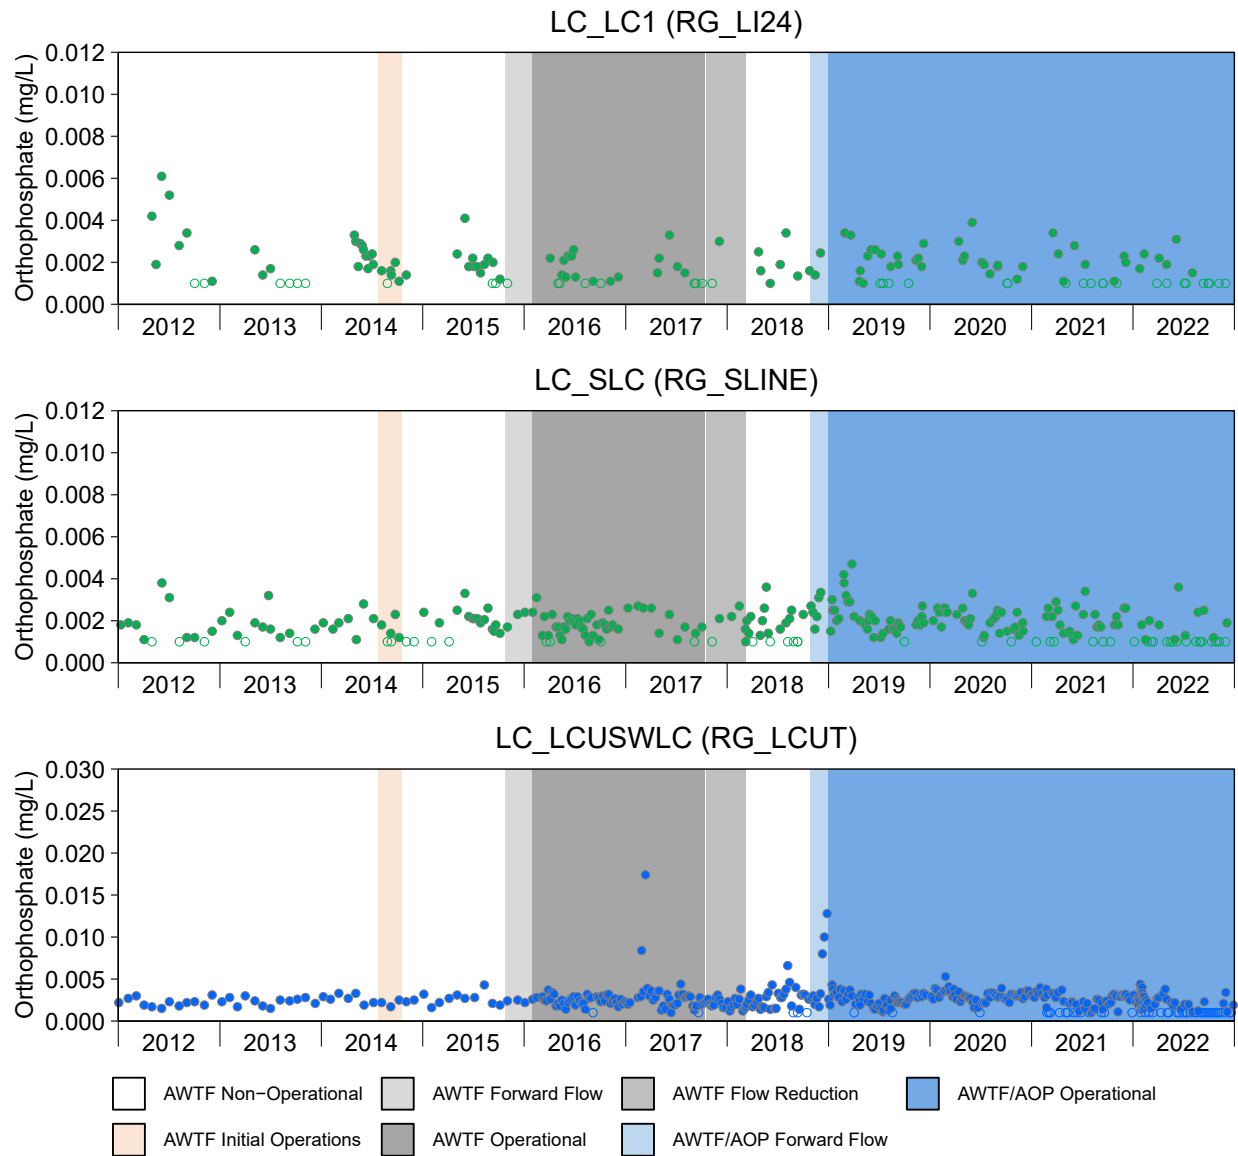 LC_LC1 (RG_LI24)
Orthophosphate (mg/L)
0.012
0.010
0.008
0.006
0.004
0.002
0.000
2012 2013 2014 2015 2016 2017 2018 2019 2020 2021 2022
LC_SLC (RG_SLINE)
Orthophosphate (mg/L)
0.012
0.010
0.008
0.006
0.004
0.002
0.000
2012 2013 2014 2015 2016 2017 2018 2019 2020 2021 2022
LC_LCUSWLC (RG_LCUT)
Orthophosphate (mg/L)
0.030
0.025
0.020
0.015
0.010
0.005
0.000
2012 2013 2014 2015 2016 2017 2018 2019 2020 2021 2022
AWTF Non−Operational AWTF Forward Flow AWTF Flow Reduction AWTF/AOP Operational
AWTF Initial Operations AWTF Operational AWTF/AOP Forward Flow